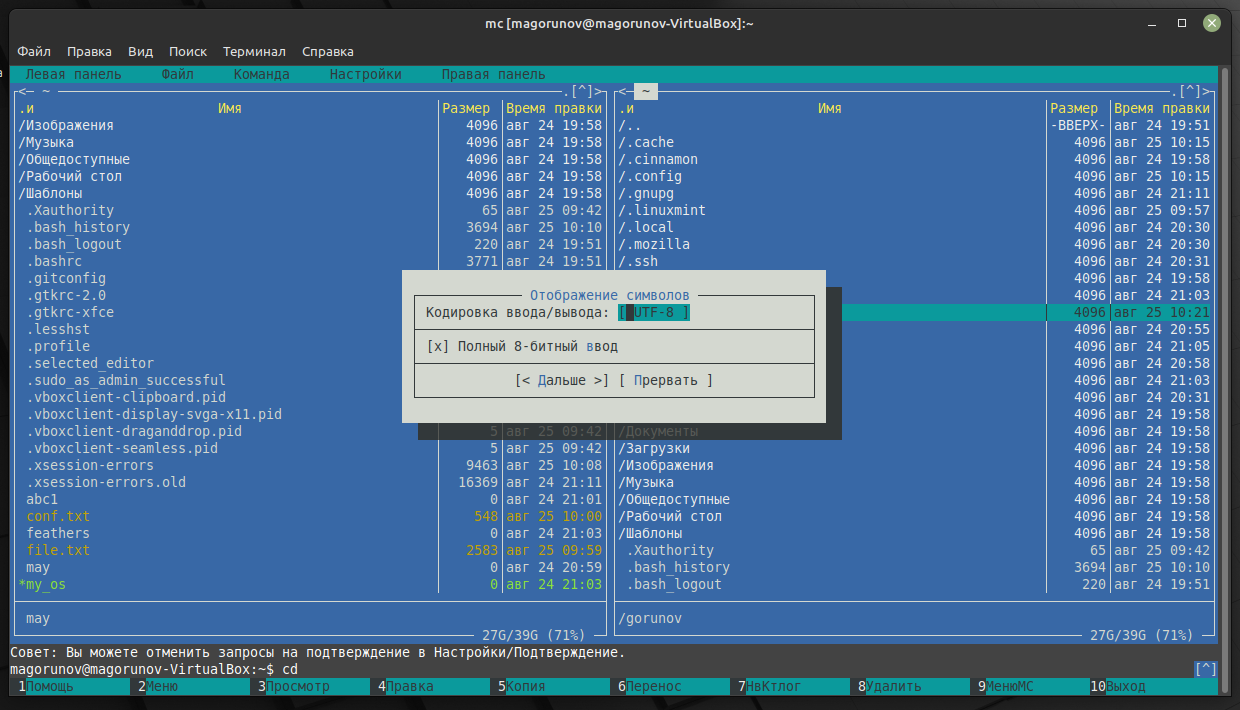 mc [magorunov@magorunov-VirtualBox]:~
Файл Правка Вид Поиск Терминал Справка
Левая панель Файл Команда Настройки Правая панель
<─ ~ .[^]> <─ ~ .[^]>
.и Имя Размер Время правки .и Имя Размер Время правки
/Изображения 4096 авг 24 19:58 /.. -ВВЕРХ- авг 24 19:51
/Музыка 4096 авг 24 19:58 /.cache 4096 авг 25 10:15
/Общедоступные 4096 авг 24 19:58 /.cinnamon 4096 авг 24 19:58
/Рабочий стол 4096 авг 24 19:58 /.config 4096 авг 25 10:15
/Шаблоны 4096 авг 24 19:58 /.gnupg 4096 авг 24 21:11
.Xauthority 65 авг 25 09:42 /.linuxmint 4096 авг 25 09:57
.bash_history 3694 авг 25 10:10 /.local 4096 авг 24 20:30
.bash_logout 220 авг 24 19:51 /.mozilla 4096 авг 24 20:30
.bashrc 3771 авг 24 19:51 /.ssh 4096 авг 24 20:31
.gitconfig 4096 авг 24 19:58
.gtkrc-2.0 Отображение символов 4096 авг 24 21:03
.gtkrc-xfce Кодировка ввода/вывода: [ UTF-8 ] 4096 авг 25 10:21
.lesshst 4096 авг 24 20:55
.profile [x] Полный 8-битный ввод 4096 авг 24 21:05
.selected_editor 4096 авг 24 20:58
.sudo_as_admin_successful [< Дальше >] [ Прервать ] 4096 авг 24 21:03
.vboxclient-clipboard.pid 4096 авг 24 20:31
.vboxclient-display-svga-x11.pid 4096 авг 24 19:58
.vboxclient-draganddrop.pid 5 авг 25 09:42 /Документы 4096 авг 24 19:58
.vboxclient-seamless.pid 5 авг 25 09:42 /Загрузки 4096 авг 24 19:58
.xsession-errors 9463 авг 25 10:08 /Изображения 4096 авг 24 19:58
.xsession-errors.old 16369 авг 24 21:11 /Музыка 4096 авг 24 19:58
abc1 0 авг 24 21:01 /Общедоступные 4096 авг 24 19:58
conf.txt 548 авг 25 10:00 /Рабочий стол 4096 авг 24 19:58
feathers 0 авг 24 21:03 /Шаблоны 4096 авг 24 19:58
file.txt 2583 авг 25 09:59 .Xauthority 65 авг 25 09:42
may 0 авг 24 20:59 .bash_history 3694 авг 25 10:10
*my_os 0 авг 24 21:03 .bash_logout 220 авг 24 19:51
may /gorunov
27G/39G (71%) 27G/39G (71%)
Совет: Вы можете отменить запросы на подтверждение в Настройки/Подтверждение.
magorunov@magorunov-VirtualBox:~$ cd [^]
1Помощь 2Меню 3Просмотр 4Правка 5Копия 6Перенос 7НвКтлог 8Удалить 9МенюМС 10Выход